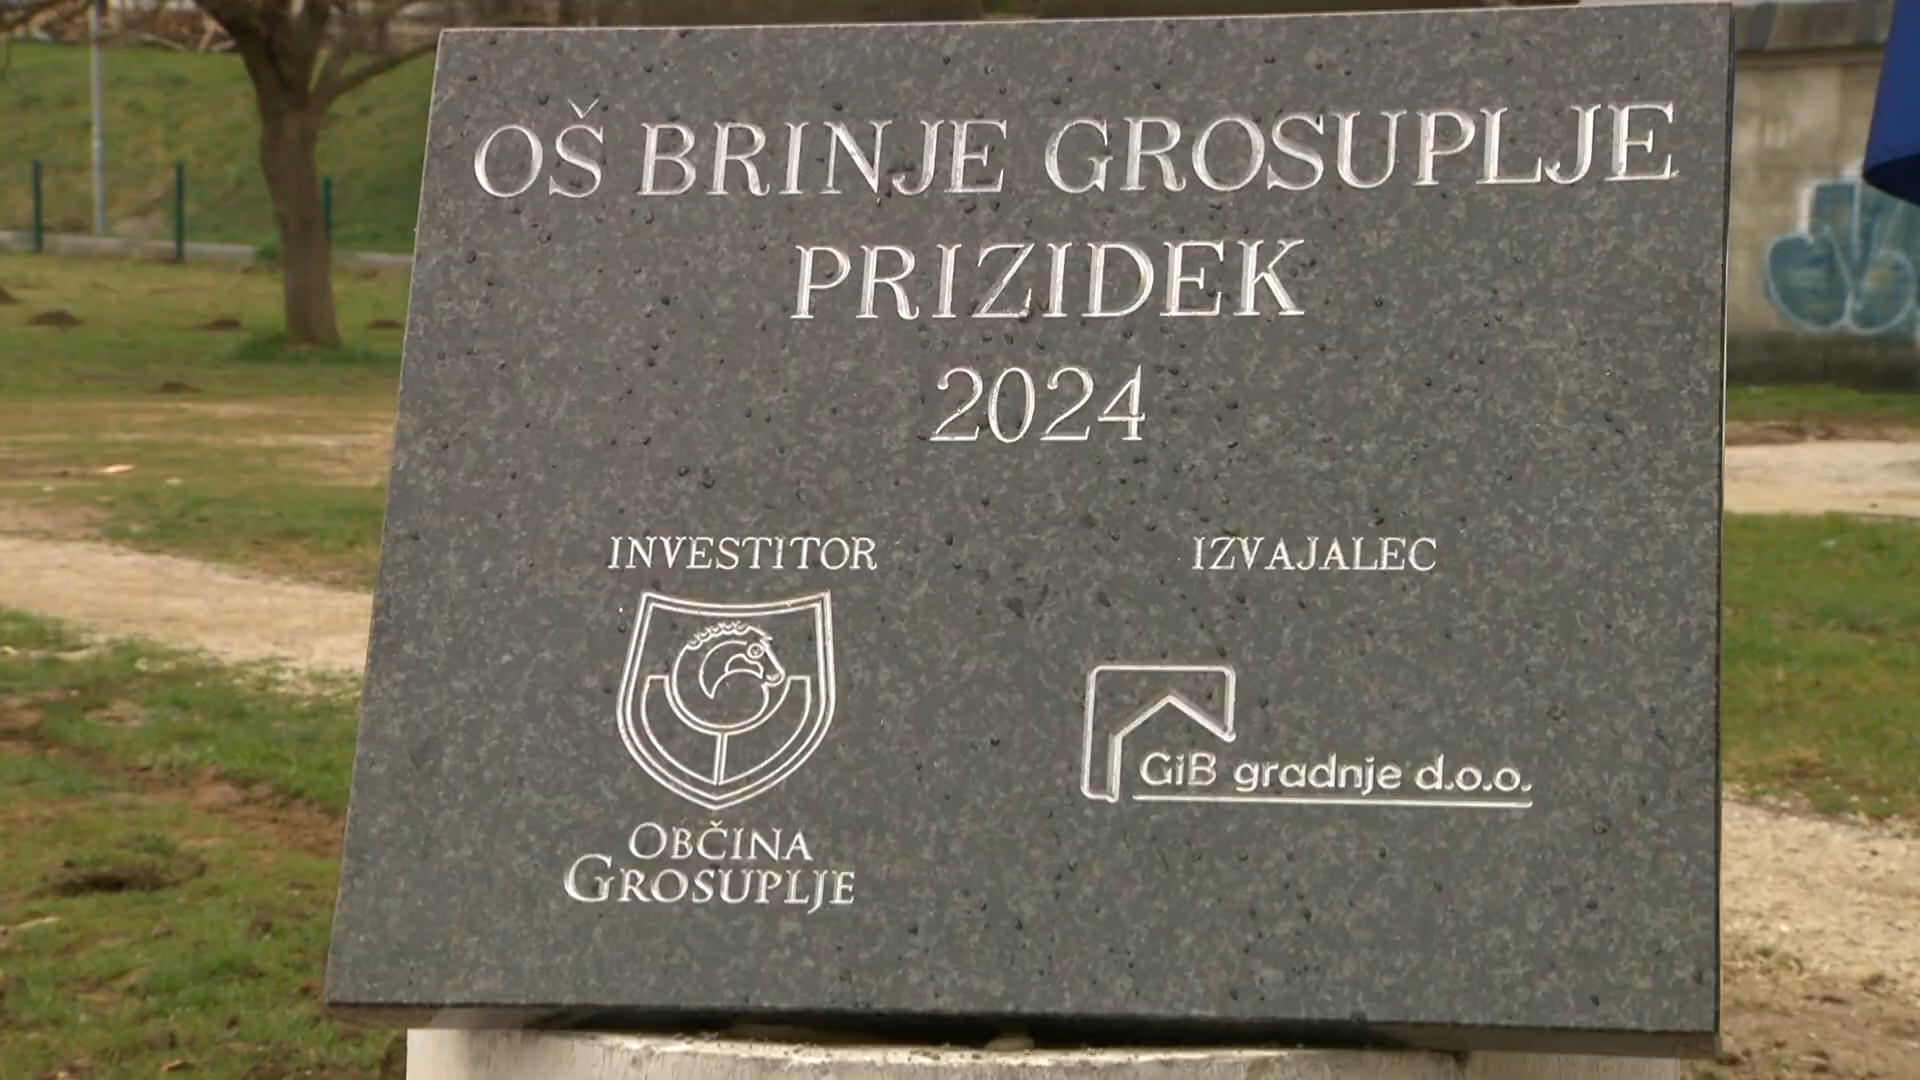 OŠ BRINJE GROSUPLJE
PRIZIDEK
2024
INVESTITOR
OBČINA
GROSUPLJE
IZVAJALEC
GiB gradnje d.o.o.